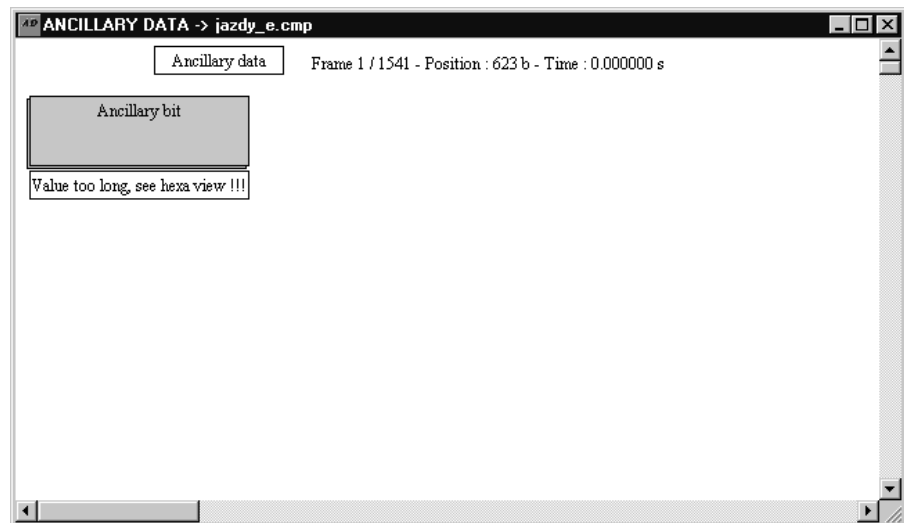 AD ANCILLARY DATA -> jazdy_e.cmp
Ancillary data Frame 1 / 1541 - Position : 623 b - Time : 0.000000 s
Ancillary bit
Value too long, see hexa view !!!